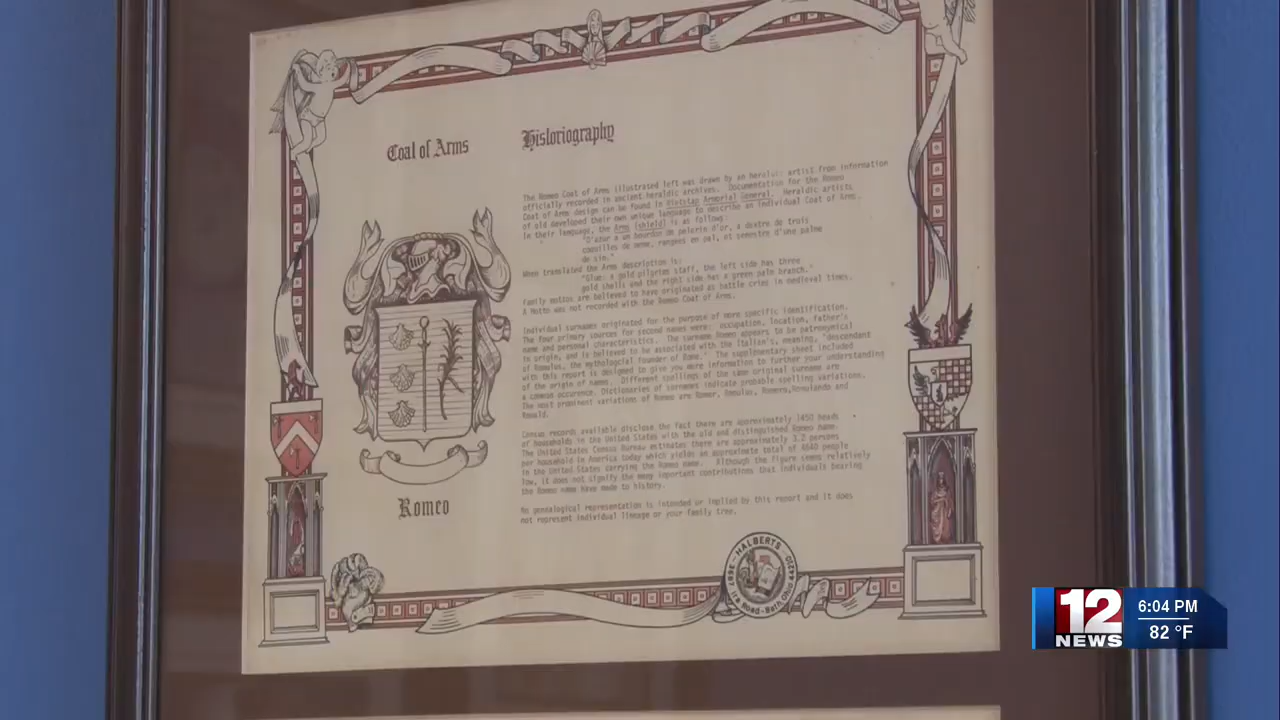 Coat of Arms
Historiography
The Romeo Coat of Arms illustrated left was drawn by an heraldic artist from information
officially recorded in ancient heraldic archives. Documentation for the Romeo
Coat of Arms design can be found in Rietstap Armorial General. Heraldic artists
of old developed their own unique language to describe an individual Coat of Arms.
In their language, the Arms (shield) is as follow:
"D'azur a un bourdon de pelerin d'or, a dextre de trois
coquilles de meme, rangees en pal, et senestre d'une palme
de sin."
When translated the Arms description is:
"Blue: a gold pilgrims staff, the left side has three
gold shells and the right side has a green palm branch."
Family mottos are believed to have originated as battle cries in medieval times.
A Motto was not recorded with the Romeo Coat of Arms.
Individual surnames originated for the purpose of more specific identification.
The four primary sources for second names were: occupation, location, father's
name and personal characteristics. The surname Romeo appears to be patronymical
in origin, and is believed to be associated with the Italian's, meaning, "descendant
of Romulus, the mythological founder of Rome." The supplimentary sheet included
with this report is designed to give you more information to further your understanding
of the origin of names. Different spellings of the same original surname are
a common occurence. Dictionaries of surnames indicate probable spelling variations.
The most prominent variations of Romeo are Romer, Romulus, Romero, and
Census records available disclose the fact there are approximately 1450 heads
of households in the United States with the old and distinguished Romeo name.
The United States Census Bureau estimates there are approximately 3.2 persons
per household in America today which yields an approximate total of 4640 people
in the United States carrying the Romeo name. Although the figure seems relatively
low, it does not signify the many important contributions that individuals bearing
the Romeo name have made to history.
No genealogical representation is intended or implied by this report and it does
not represent individual lineage or your family tree.
Romeo
HALBERTS
3687 Ira Road-Bath, Ohio 44210
12
NEWS
6:04 PM
82 °F